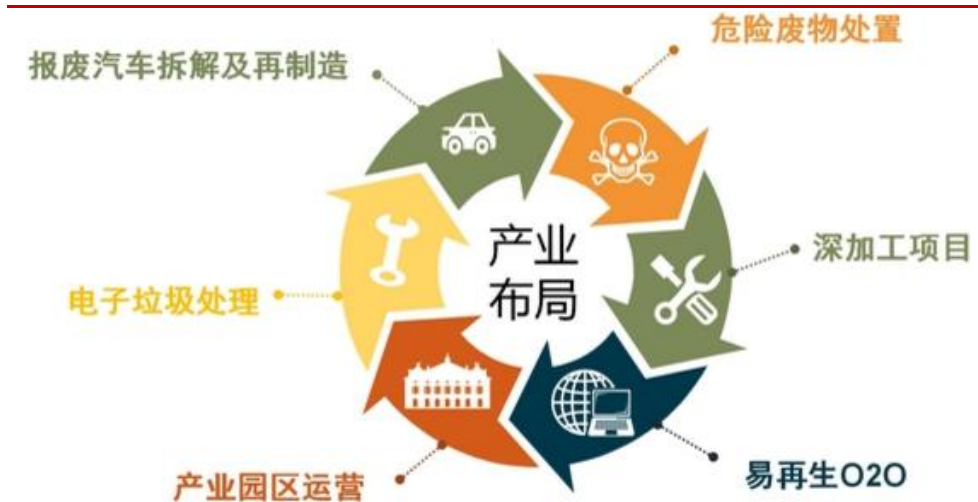 危险废物处置
报废汽车拆解及再制造
产业
布局
深加工项目
电子垃圾处理
易再生O2O
产业园区运营